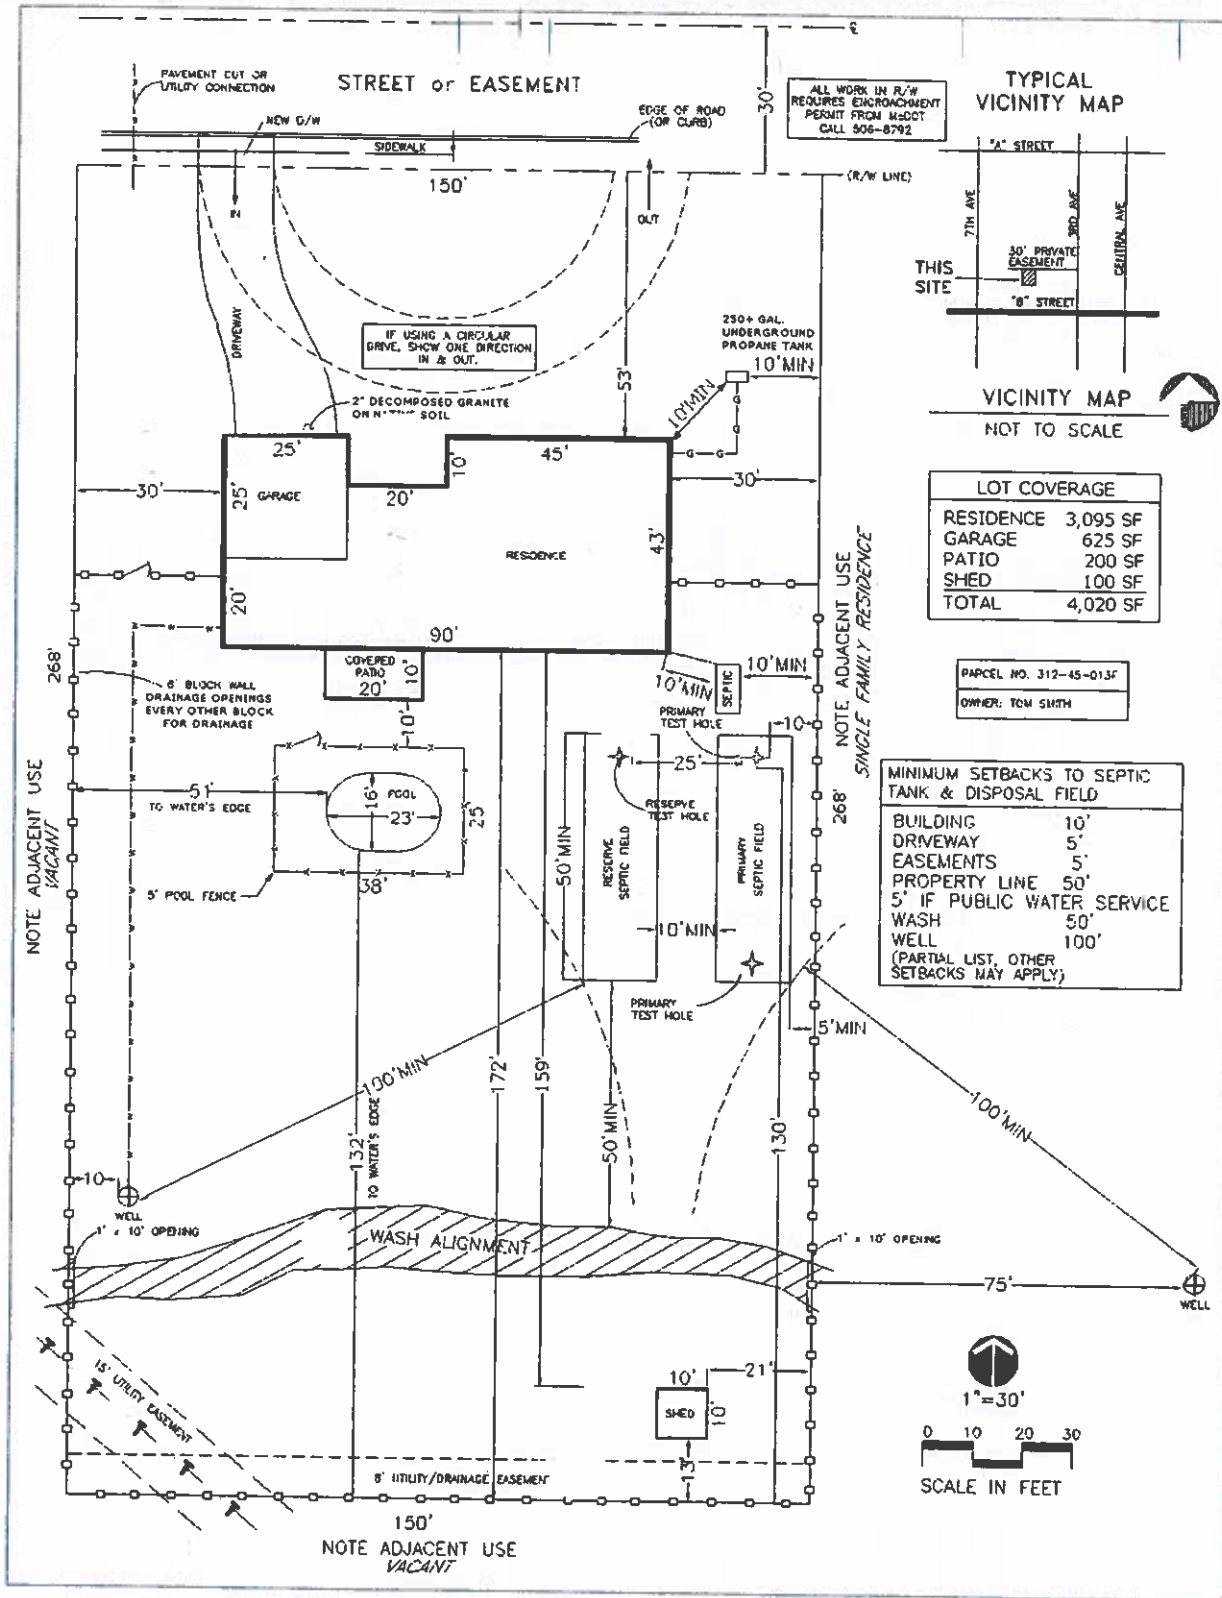 ℄
PAVEMENT CUT OR
UTILITY CONNECTION
STREET or EASEMENT
NEW D/W
EDGE OF ROAD
(OR CURB)
SIDEWALK
30'
ALL WORK IN R/W
REQUIRES ENCROACHMENT
PERMIT FROM McDOT
CALL 506-8792
TYPICAL
VICINITY MAP
"A" STREET
7TH AVE
3RD AVE
CENTRAL AVE
30' PRIVATE
EASEMENT
THIS
SITE
"B" STREET
VICINITY MAP
NOT TO SCALE
150'
(R/W LINE)
IN
OUT
DRIVEWAY
IF USING A CIRCULAR
DRIVE, SHOW ONE DIRECTION
IN & OUT.
53'
250+ GAL.
UNDERGROUND
PROPANE TANK
10'MIN
10'MIN
G
G
G
G
2" DECOMPOSED GRANITE
ON SOIL
25'
45'
10'
20'
25'
GARAGE
30'
30'
RESIDENCE
43'
20'
90'
LOT COVERAGE
RESIDENCE 3,095 SF
GARAGE 625 SF
PATIO 200 SF
SHED 100 SF
TOTAL 4,020 SF
PARCEL NO. 312-45-013F
OWNER: TOM SMITH
MINIMUM SETBACKS TO SEPTIC
TANK & DISPOSAL FIELD
BUILDING 10'
DRIVEWAY 5'
EASEMENTS 5'
PROPERTY LINE 50'
5' IF PUBLIC WATER SERVICE
WASH 50'
WELL 100'
(PARTIAL LIST, OTHER
SETBACKS MAY APPLY)
NOTE ADJACENT USE
SINGLE FAMILY RESIDENCE
268'
268'
6' BLOCK WALL
DRAINAGE OPENINGS
EVERY OTHER BLOCK
FOR DRAINAGE
COVERED
PATIO
10'
20'
10'
10'MIN
SEPTIC
10'MIN
PRIMARY
TEST HOLE
10
25'
RESERVE
TEST HOLE
51'
TO WATER'S EDGE
POOL
16'
23'
25'
38'
5' POOL FENCE
NOTE ADJACENT USE
VACANT
50'MIN
RESERVE
SEPTIC FIELD
PRIMARY
SEPTIC FIELD
10'MIN
PRIMARY
TEST HOLE
5'MIN
100'MIN
100'MIN
172'
159'
132'
TO WATER'S EDGE
50'MIN
130'
10
WELL
1' x 10' OPENING
WASH ALIGNMENT
1' x 10' OPENING
75'
WELL
15' UTILITY EASEMENT
10'
21'
SHED
10'
13'
8' UTILITY/DRAINAGE EASEMENT
150'
NOTE ADJACENT USE
VACANT
1"=30'
0 10 20 30
SCALE IN FEET